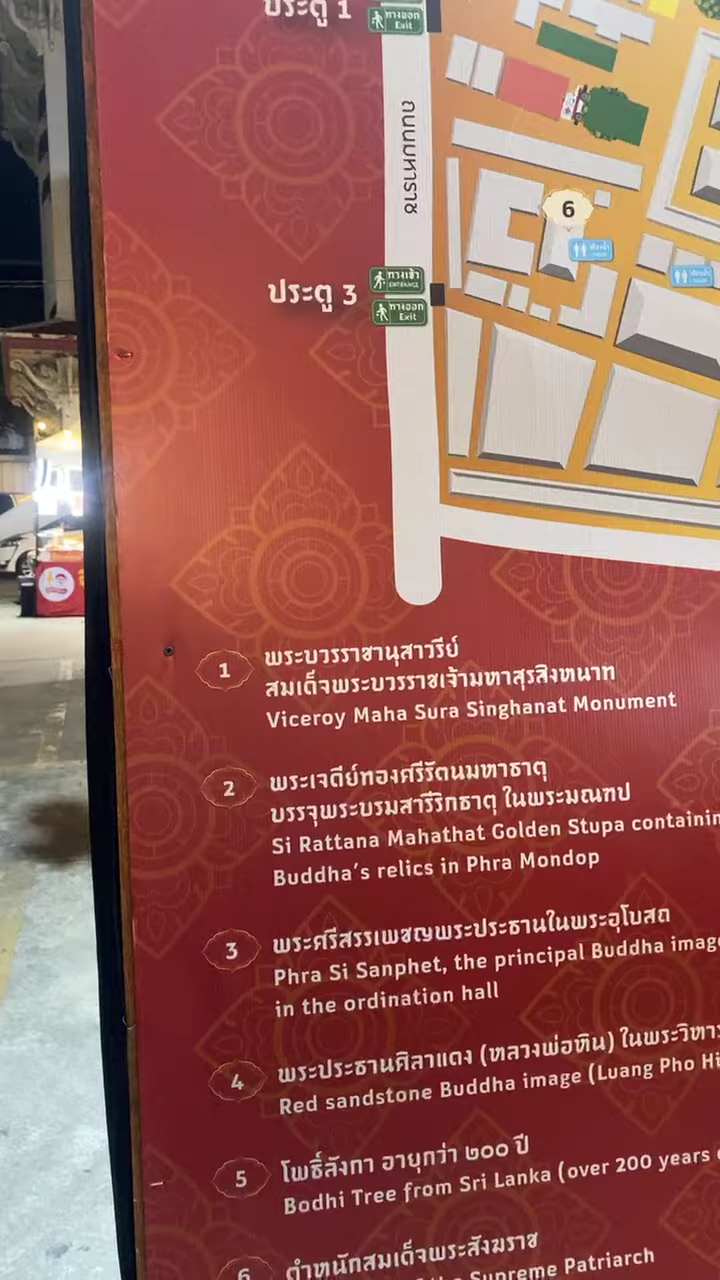 ประตู 1
ทางออก
Exit
ถนนมหาราช
6
ห้องน้ำ
ห้องน้ำ
ประตู 3
ทางเข้า
ENTRANCE
ทางออก
Exit
1
พระบวรราชานุสาวรีย์
สมเด็จพระบวรราชเจ้ามหาสุรสิงหนาท
Viceroy Maha Sura Singhanat Monument
2
พระเจดีย์ทองศรีรัตนมหาธาตุ
บรรจุพระบรมสารีริกธาตุ ในพระมณฑป
Si Rattana Mahathat Golden Stupa containin
Buddha's relics in Phra Mondop
3
พระศรีสรรเพชญพระประธานในพระอุโบสถ
Phra Si Sanphet, the principal Buddha imag
in the ordination hall
4
พระประธานศิลาแดง (หลวงพ่อหิน) ในพระวิหาร
Red sandstone Buddha image (Luang Pho Hi
5
โพธิ์ลังกา อายุกว่า ๒๐๐ ปี
Bodhi Tree from Sri Lanka (over 200 years
6
ตำหนักสมเด็จพระสังฆราช
the Supreme Patriarch